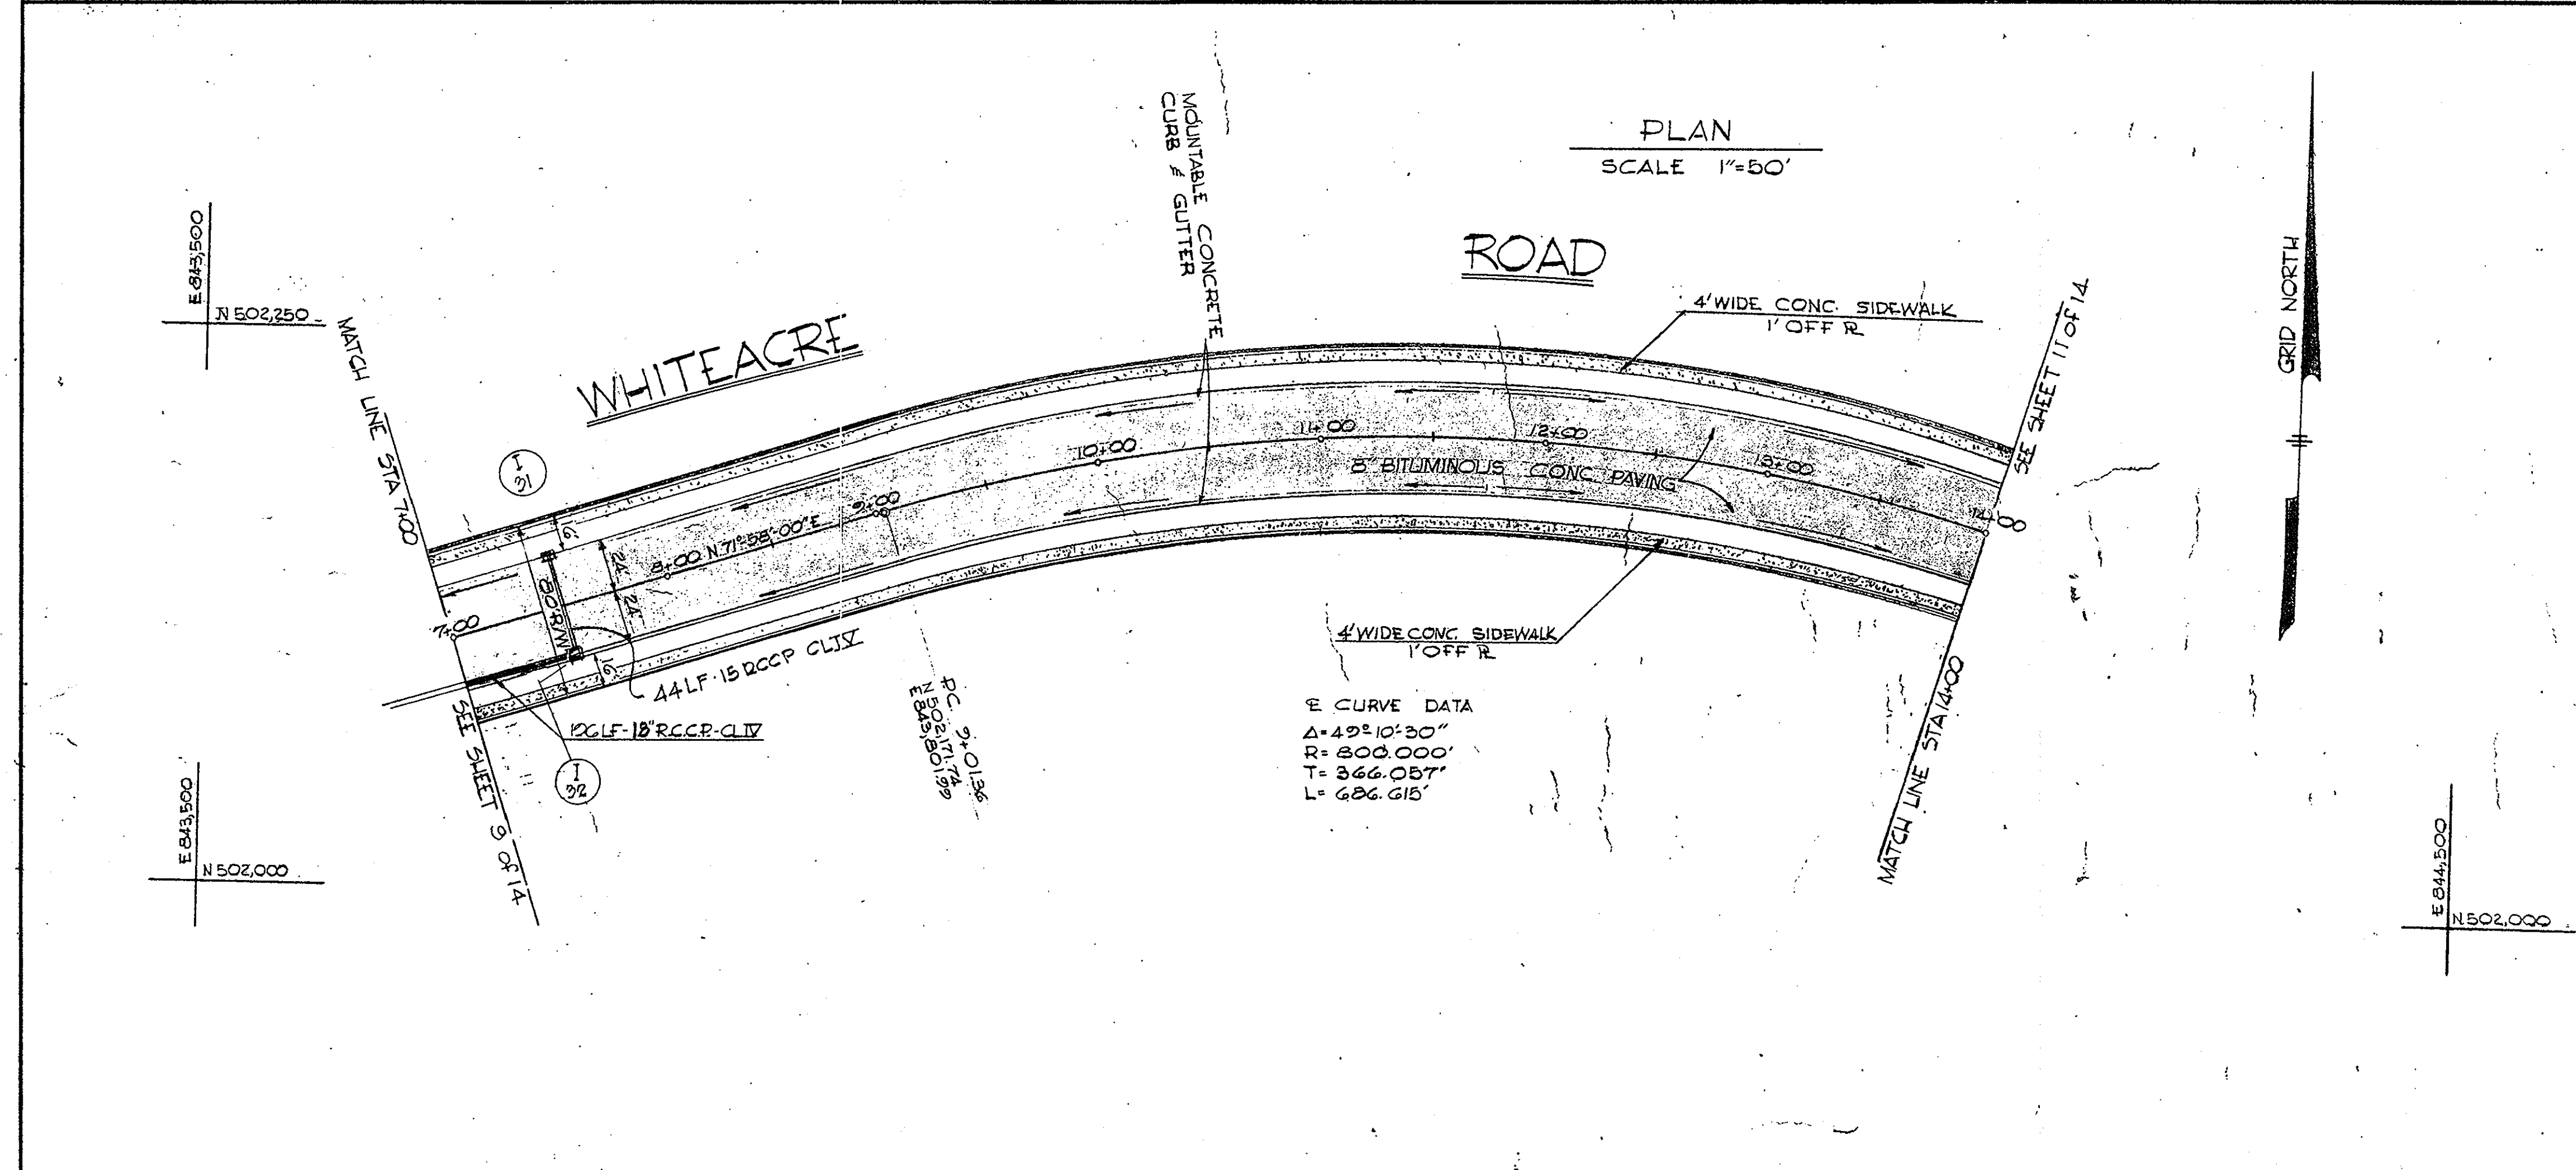 PLAN
SCALE 1"=50'
WHITEACRE
ROAD
MOUNTABLE CONCRETE
CURB & GUTTER
4' WIDE CONC. SIDEWALK
1' OFF ℞
GRID NORTH
E 843,500
N 502,250
MATCH LINE STA 7+00
SEE SHEET 9 of 14
I
31
16'
80' R/W
24'
24'
16'
7+00
8+00
N 71°-58'-00" E
9+00
10+00
11+00
12+00
13+00
14+00
8" BITUMINOUS CONC. PAVING
SEE SHEET 11 of 14
MATCH LINE STA 14+00
44 LF-15 RCCP CL IV
LF-18" R.C.C.P.-CL IV
I
32
P.C. 9+01.36
N 502,171.74
E 843,801.99
4' WIDE CONC. SIDEWALK
1' OFF ℞
℄ CURVE DATA
Δ=49°10'-30"
R= 800.000'
T= 366.057'
L= 686.615'
E 843,500
N 502,000
E 844,500
N 502,000